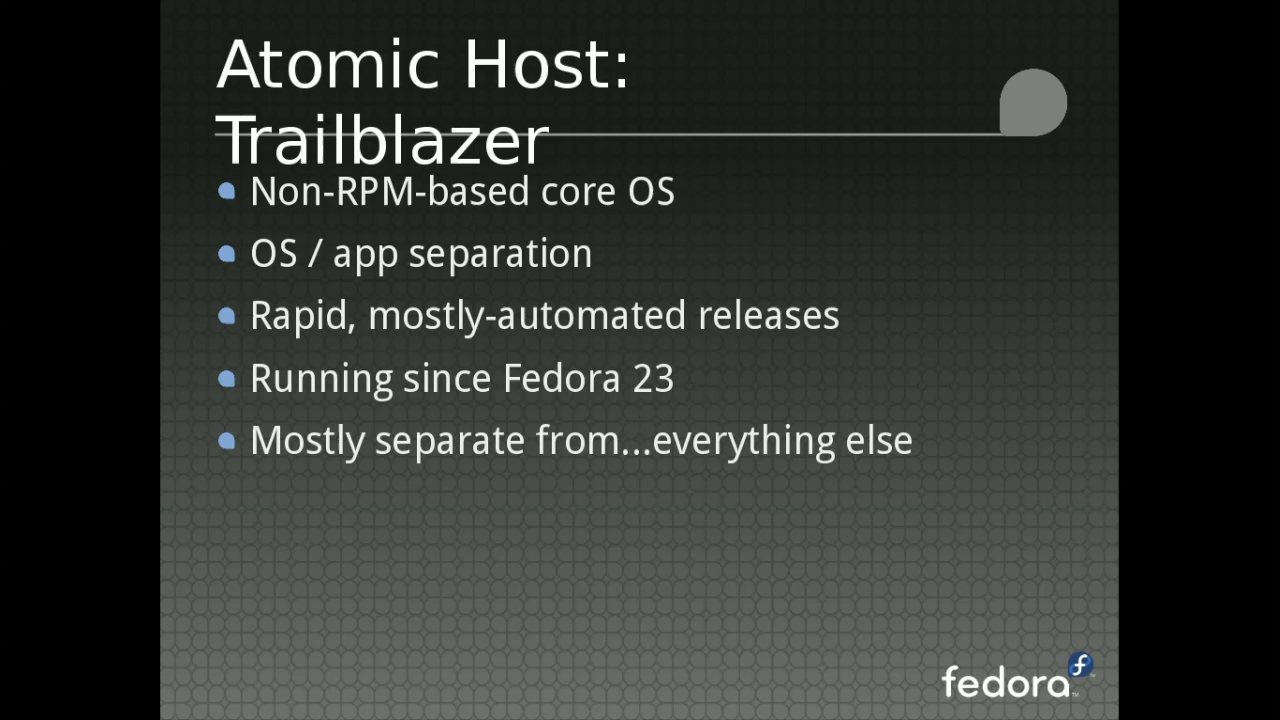 Atomic Host:
Trailblazer
Non-RPM-based core OS
OS / app separation
Rapid, mostly-automated releases
Running since Fedora 23
Mostly separate from...everything else
fedora